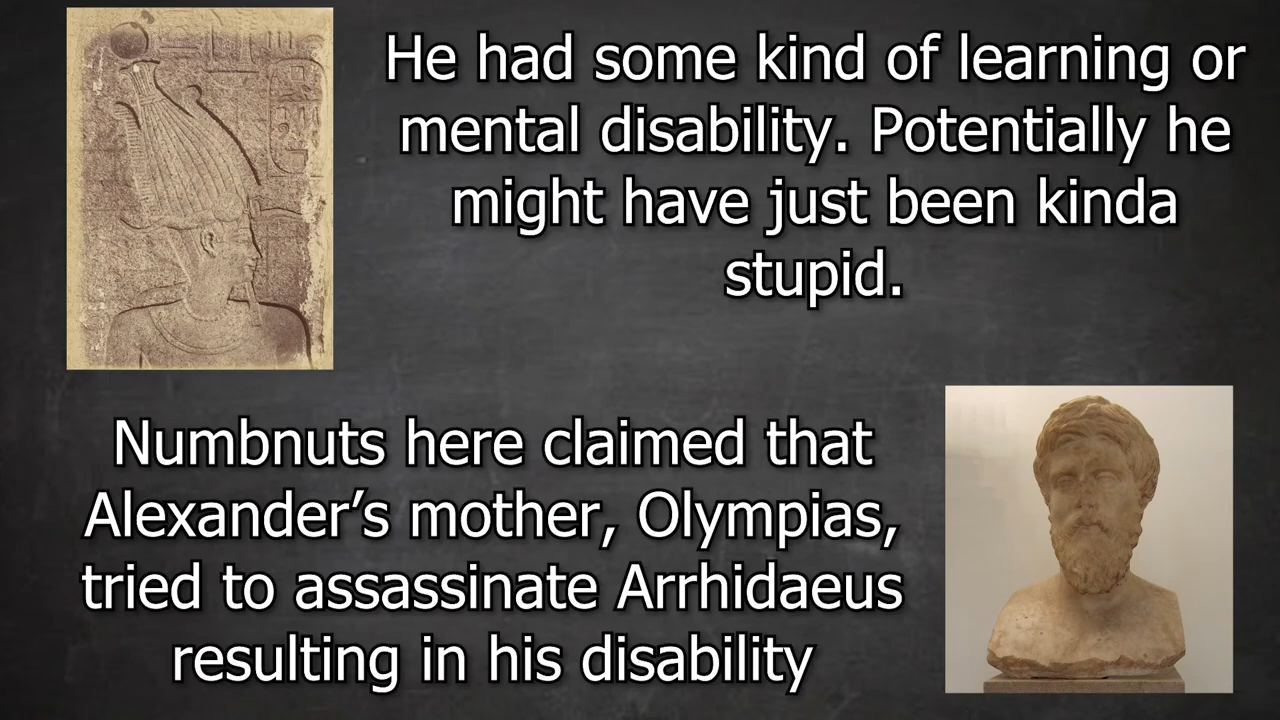 He had some kind of learning or
mental disability. Potentially he
might have just been kinda
stupid.
Numbnuts here claimed that
Alexander’s mother, Olympias,
tried to assassinate Arrhidaeus
resulting in his disability